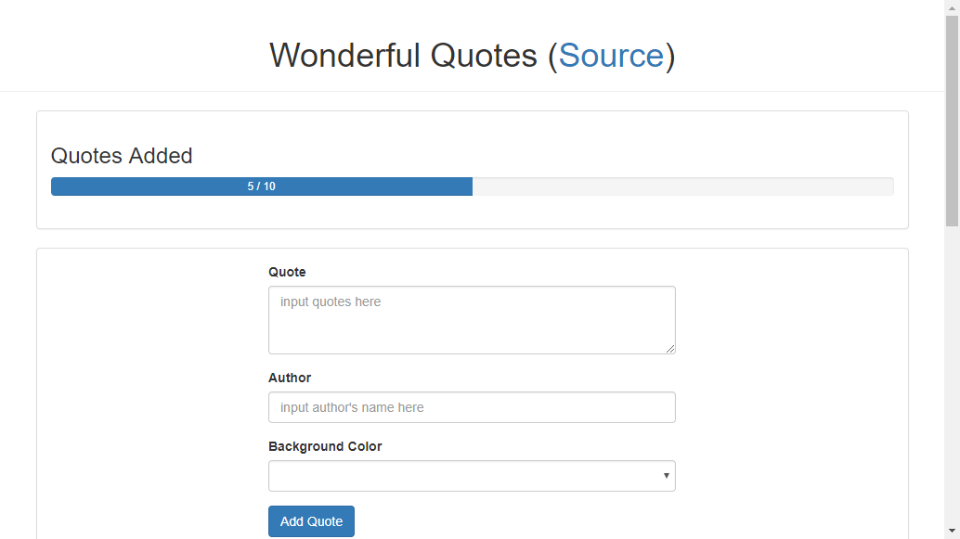 Wonderful Quotes (Source)
Quotes Added
5 / 10
Quote
input quotes here
Author
input author's name here
Background Color
Add Quote